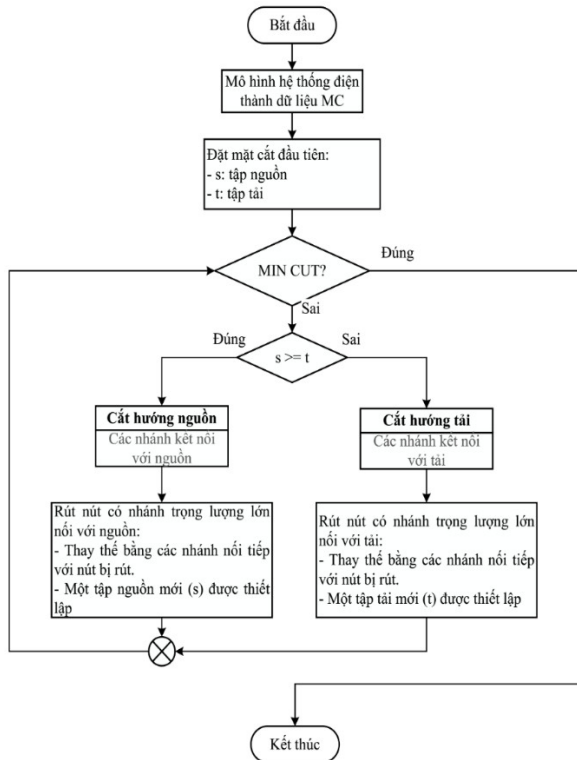 Bắt đầu
Mô hình hệ thống điện
thành dữ liệu MC
Đặt mặt cắt đầu tiên:
- s: tập nguồn
- t: tập tải
MIN CUT?
Đúng
Sai
Đúng
s >= t
Sai
Cắt hướng nguồn
Các nhánh kết nối
với nguồn
Cắt hướng tải
Các nhánh kết nối
với tải
Rút nút có nhánh trọng lượng lớn
nối với nguồn:
- Thay thế bằng các nhánh nối tiếp
với nút bị rút.
- Một tập nguồn mới (s) được thiết
lập
Rút nút có nhánh trọng lượng lớn
nối với tải:
- Thay thế bằng các nhánh nối tiếp
với nút bị rút.
- Một tập tải mới (t) được thiết lập
Kết thúc